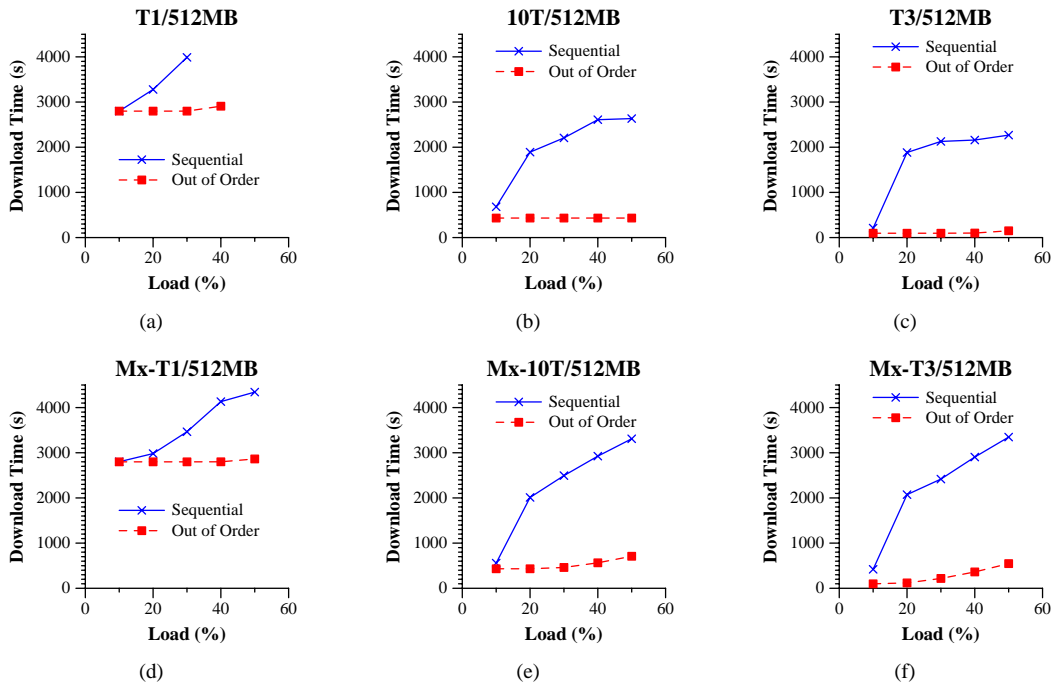 T1/512MB
4000
3000
2000
1000
0
Download Time (s)
Sequential
Out of Order
0 20 40 60
Load (%)
(a)
10T/512MB
4000
3000
2000
1000
0
Download Time (s)
Sequential
Out of Order
0 20 40 60
Load (%)
(b)
T3/512MB
4000
3000
2000
1000
0
Download Time (s)
Sequential
Out of Order
0 20 40 60
Load (%)
(c)
Mx-T1/512MB
4000
3000
2000
1000
0
Download Time (s)
Sequential
Out of Order
0 20 40 60
Load (%)
(d)
Mx-10T/512MB
4000
3000
2000
1000
0
Download Time (s)
Sequential
Out of Order
0 20 40 60
Load (%)
(e)
Mx-T3/512MB
4000
3000
2000
1000
0
Download Time (s)
Sequential
Out of Order
0 20 40 60
Load (%)
(f)